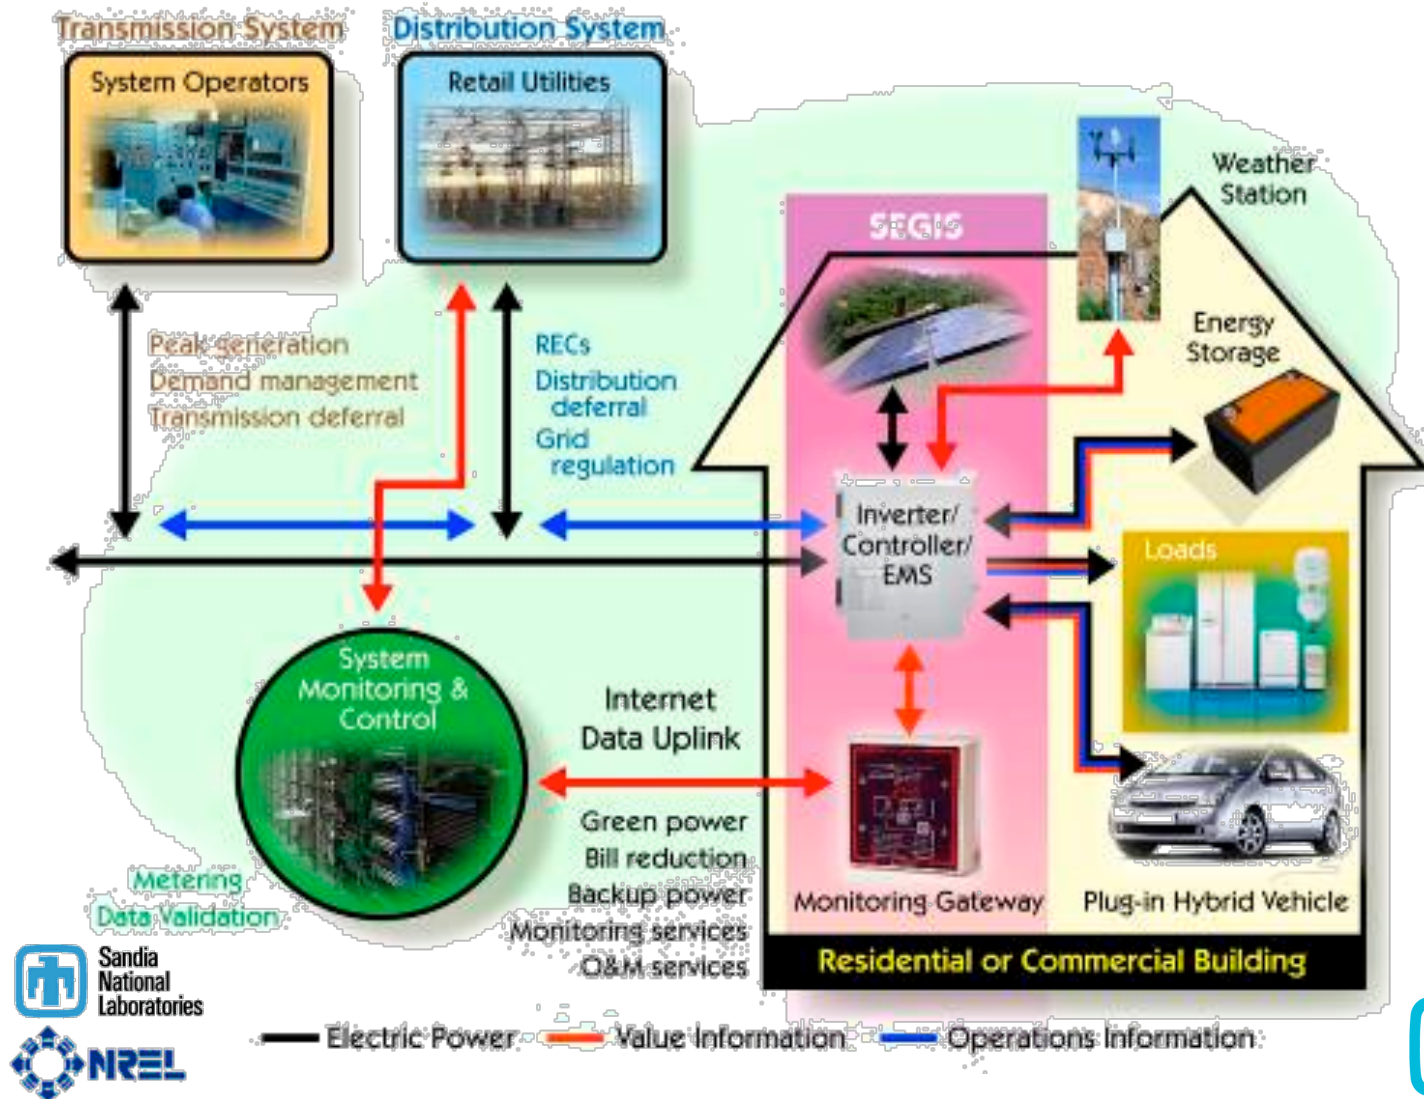 Transmission System
Distribution System
System Operators
Retail Utilities
Weather
Station
SEGIS
Energy
Storage
Peak generation
Demand management
Transmission deferral
RECs
Distribution
deferral
Grid
regulation
Inverter/
Controller/
EMS
Loads
System
Monitoring &
Control
Internet
Data Uplink
Green power
Bill reduction
Backup power
Monitoring services
O&M services
Metering
Data Validation
Monitoring Gateway
Plug-in Hybrid Vehicle
Residential or Commercial Building
Sandia
National
Laboratories
NREL
Electric Power
Value Information
Operations Information